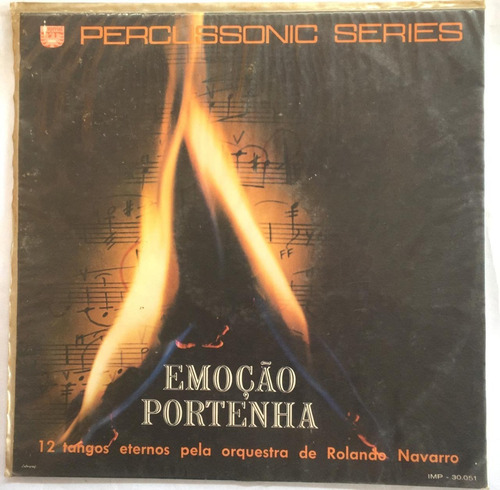 PERCUSSONIC SERIES
EMOÇÃO
PORTENHA
12 tangos eternos pela orquestra de Rolando Navarro
IMP - 30.051